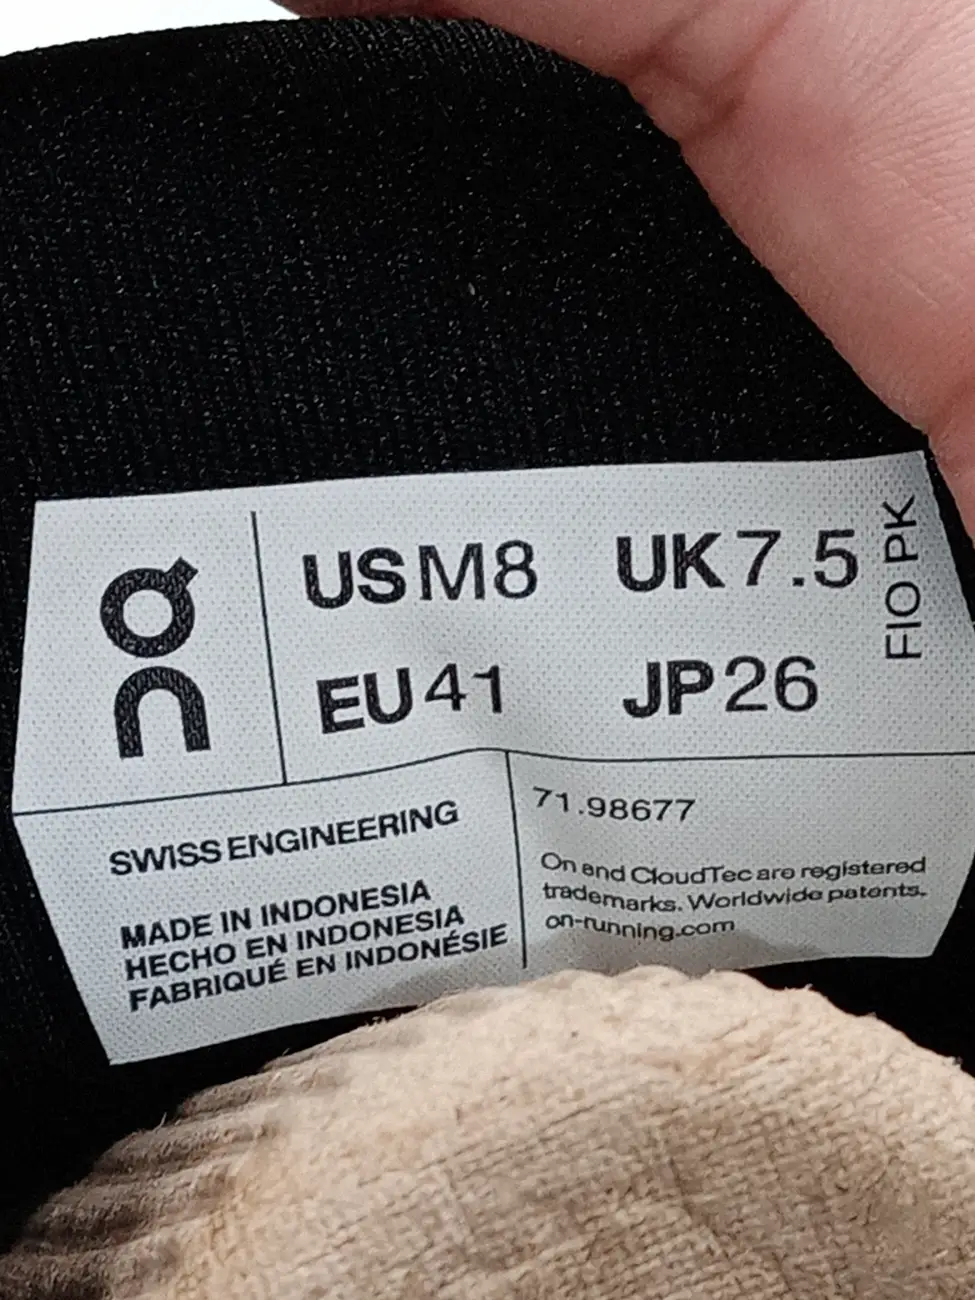 On
US M8 UK 7.5
EU 41 JP 26
FIO PK
SWISS ENGINEERING
MADE IN INDONESIA
HECHO EN INDONESIA
FABRIQUÉ EN INDONÉSIE
71.98677
On and CloudTec are registered
trademarks. Worldwide patents.
on-running.com